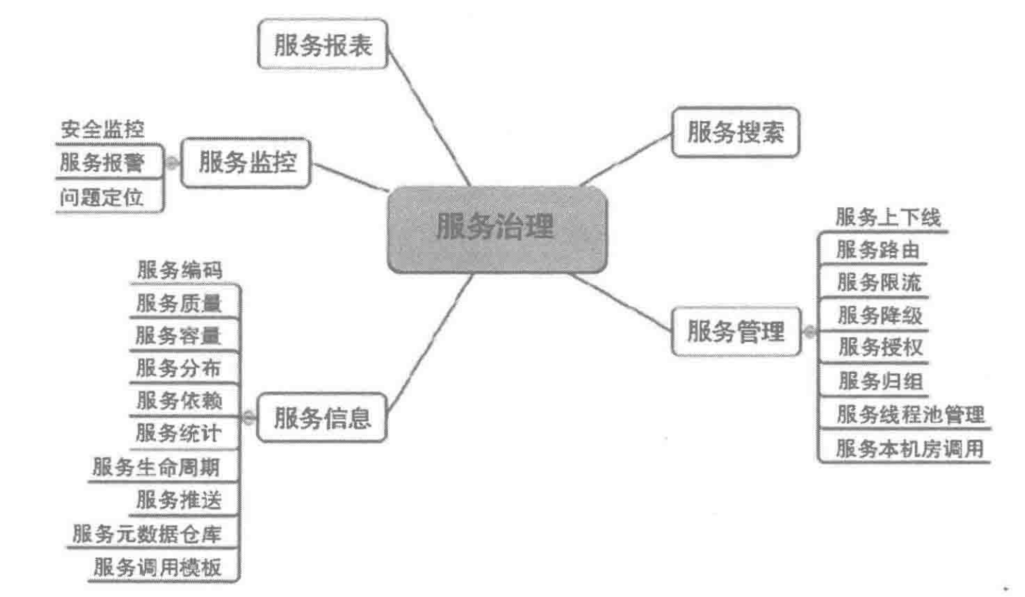 服务报表
服务搜索
安全监控
服务报警
问题定位
服务监控
服务治理
服务上下线
服务路由
服务限流
服务降级
服务授权
服务归组
服务线程池管理
服务本机房调用
服务管理
服务编码
服务质量
服务容量
服务分布
服务依赖
服务统计
服务生命周期
服务推送
服务元数据仓库
服务调用模板
服务信息